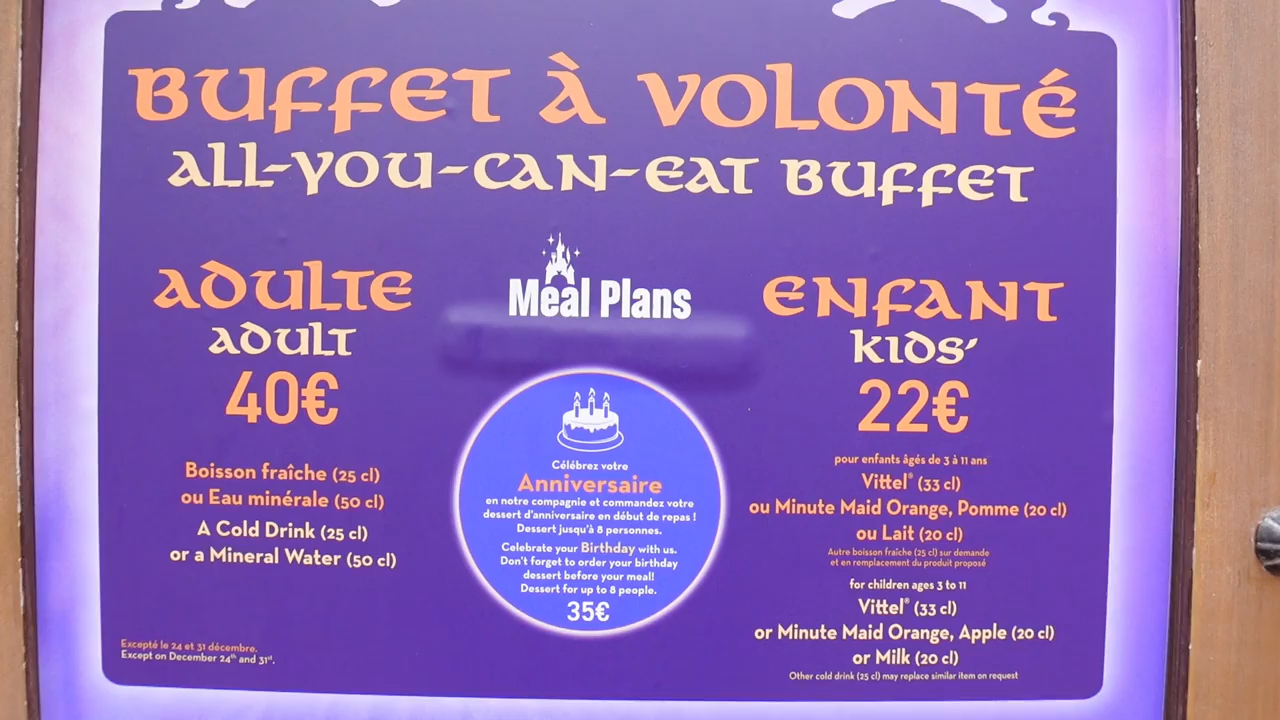 BUFFET À VOLONTÉ
ALL-YOU-CAN-EAT BUFFET
ADULTE
ADULT
40€
Boisson fraîche (25 cl)
ou Eau minérale (50 cl)
A Cold Drink (25 cl)
or a Mineral Water (50 cl)
Excepté le 24 et 31 décembre.
Except on December 24th and 31st.
Meal Plans
Célébrez votre
Anniversaire
en notre compagnie et commandez votre
dessert d'anniversaire en début de repas !
Dessert jusqu'à 8 personnes.
Celebrate your Birthday with us.
Don't forget to order your birthday
dessert before your meal!
Dessert for up to 8 people.
35€
ENFANT
KIDS'
22€
pour enfants âgés de 3 à 11 ans
Vittel® (33 cl)
ou Minute Maid Orange, Pomme (20 cl)
ou Lait (20 cl)
Autre boisson fraîche (25 cl) sur demande
et en remplacement du produit proposé
for children ages 3 to 11
Vittel® (33 cl)
or Minute Maid Orange, Apple (20 cl)
or Milk (20 cl)
Other cold drink (25 cl) may replace similar item on request